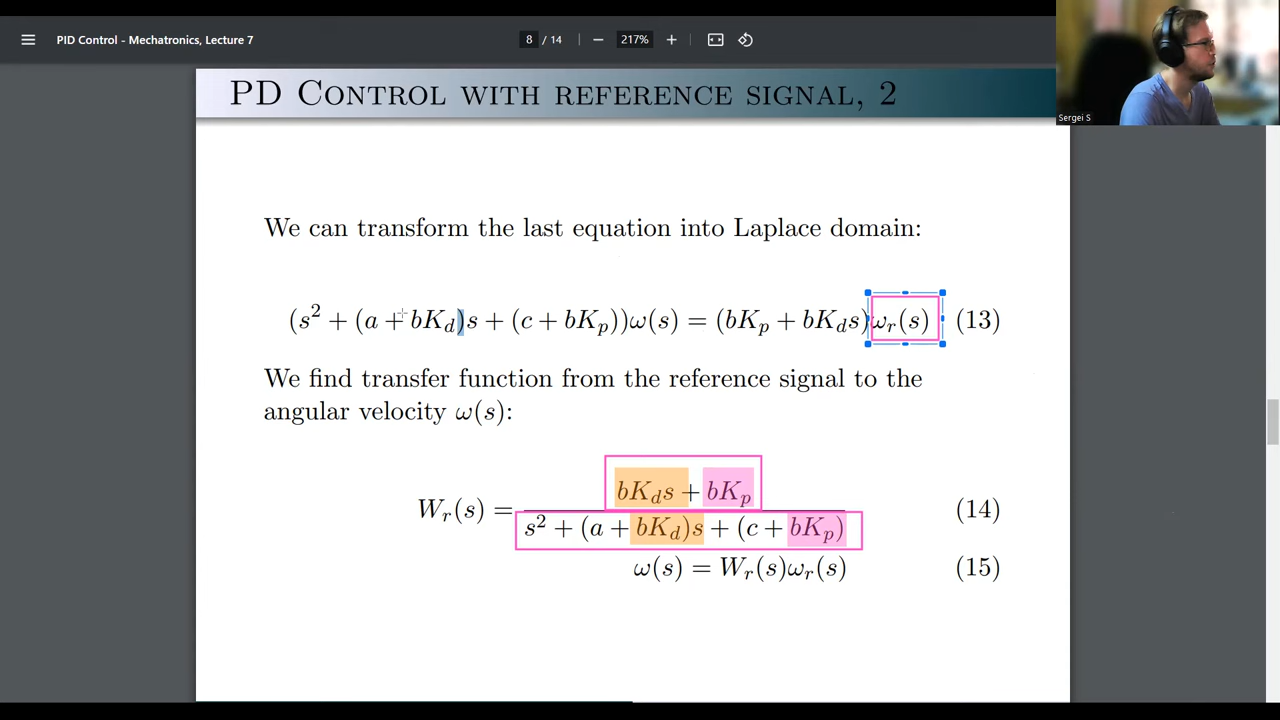 PID Control - Mechatronics, Lecture 7
8 / 14
217%
Sergei S
PD Control with reference signal, 2
We can transform the last equation into Laplace domain:
(s² + (a + bK_d)s + (c + bK_p))ω(s) = (bK_p + bK_d s)ω_r(s) (13)
We find transfer function from the reference signal to the
angular velocity ω(s):
W_r(s) = \frac{bK_d s + bK_p}{s² + (a + bK_d)s + (c + bK_p)} (14)
ω(s) = W_r(s)ω_r(s) (15)